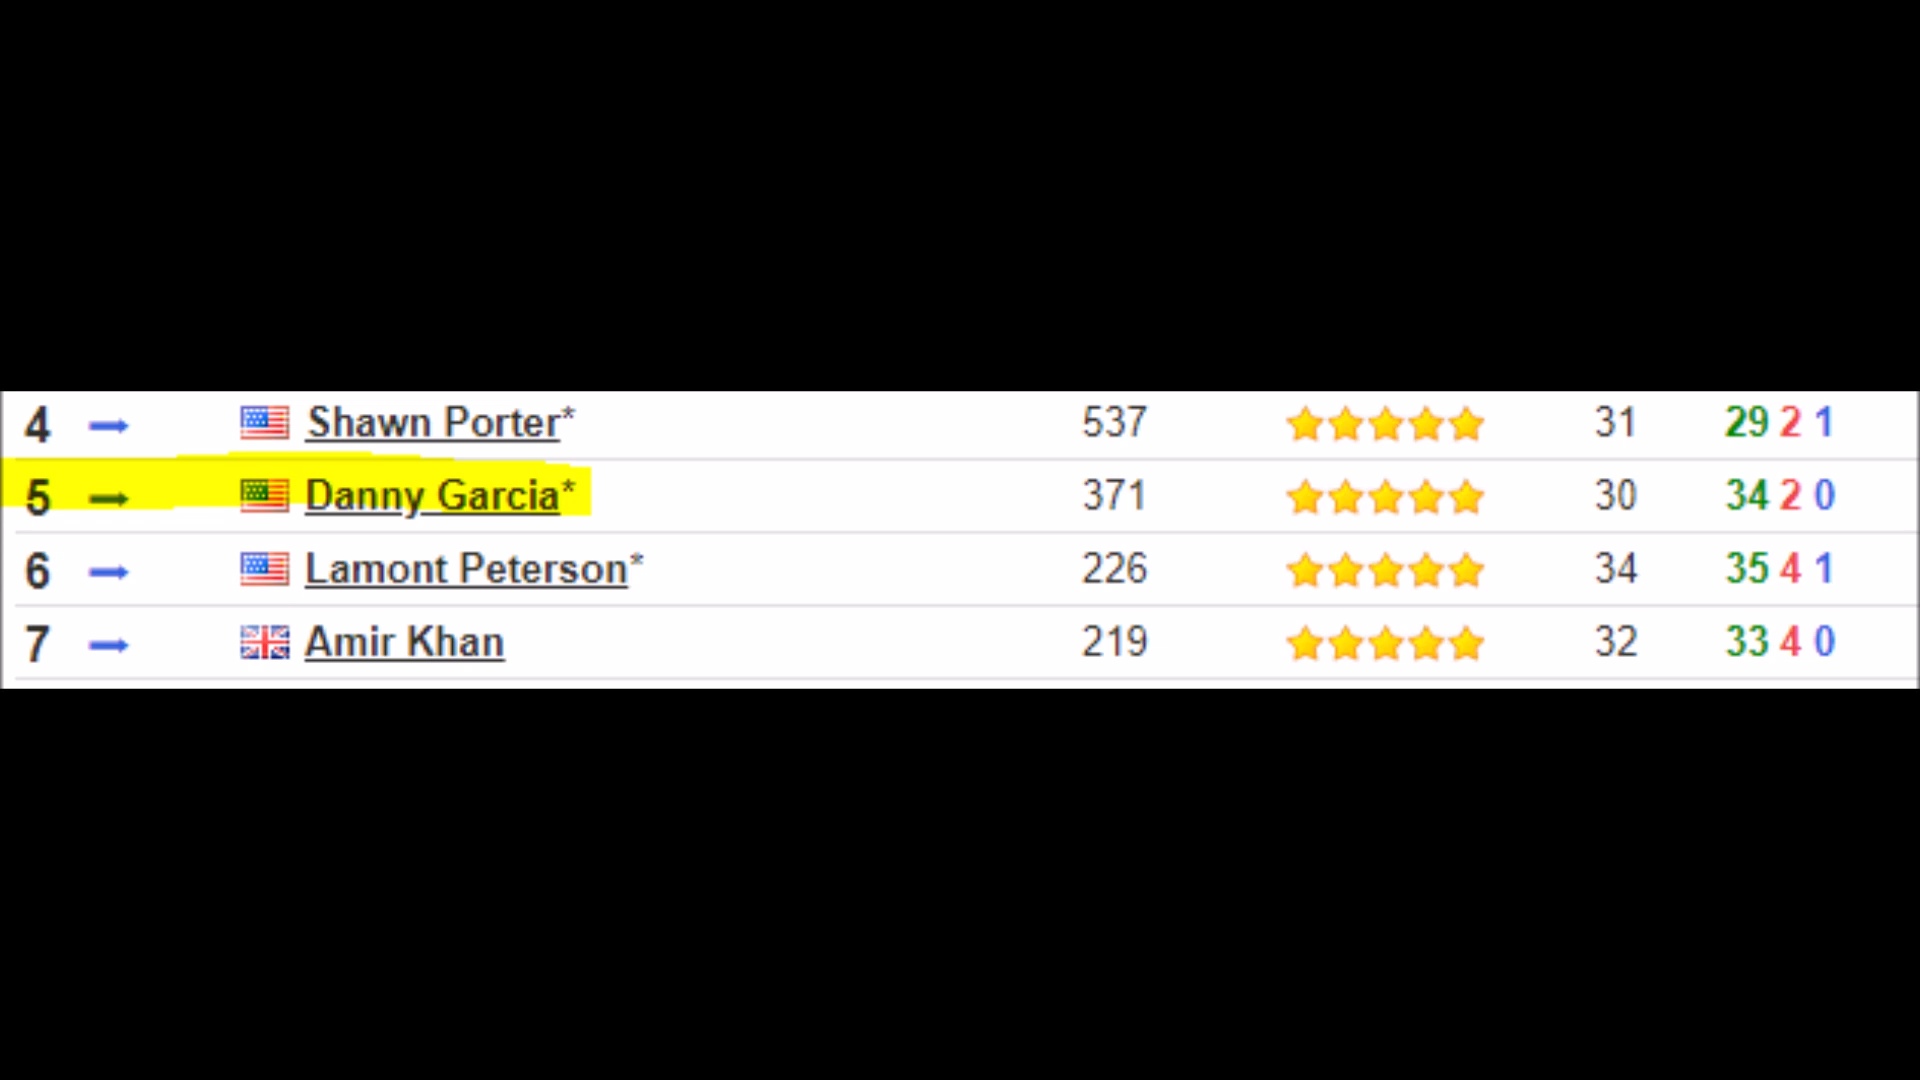 4 Shawn Porter* 537 31 29 2 1
5 Danny Garcia* 371 30 34 2 0
6 Lamont Peterson* 226 34 35 4 1
7 Amir Khan 219 32 33 4 0